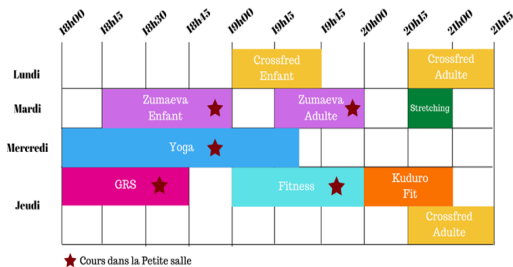 18h00 18h15 18h30 18h45 19h00 19h15 19h45 20h00 20h15 21h00 21h15
Lundi
Crossfred
Enfant
Crossfred
Adulte
Mardi
Zumaeva
Enfant
Zumaeva
Adulte
Stretching
Mercredi
Yoga
Jeudi
GRS
Fitness
Kuduro
Fit
Crossfred
Adulte
Cours dans la Petite salle